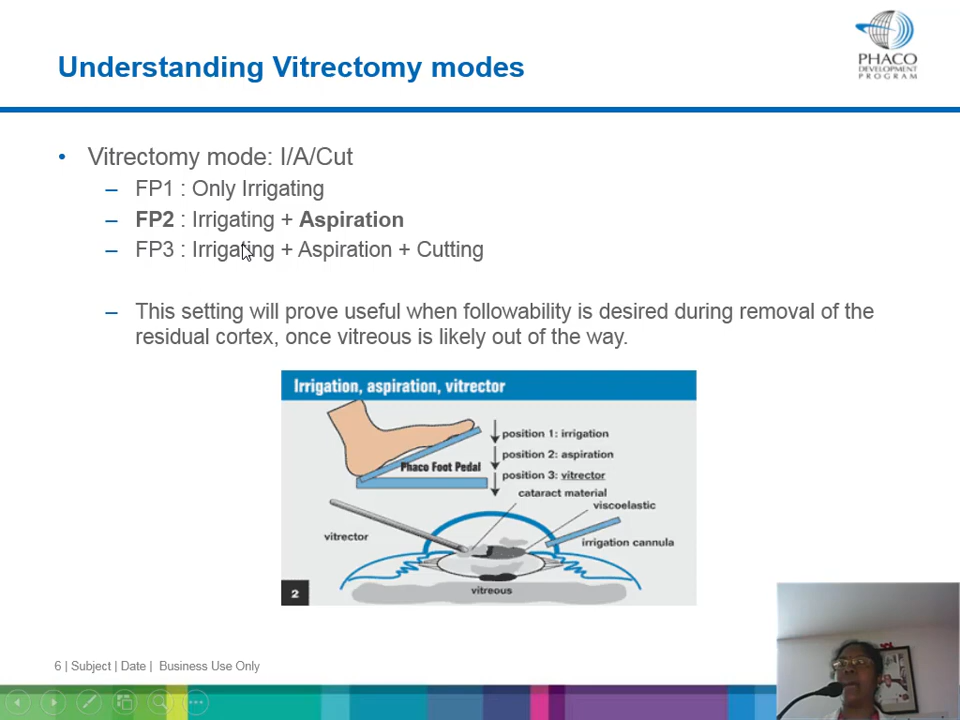 PHACO
DEVELOPMENT
PROGRAM
Understanding Vitrectomy modes
• Vitrectomy mode: I/A/Cut
– FP1 : Only Irrigating
– FP2 : Irrigating + Aspiration
– FP3 : Irrigating + Aspiration + Cutting
– This setting will prove useful when followability is desired during removal of the
residual cortex, once vitreous is likely out of the way.
Irrigation, aspiration, vitrector
position 1: irrigation
position 2: aspiration
Phaco Foot Pedal
position 3: vitrector
cataract material
viscoelastic
vitrector
irrigation cannula
vitreous
2
6 | Subject | Date | Business Use Only